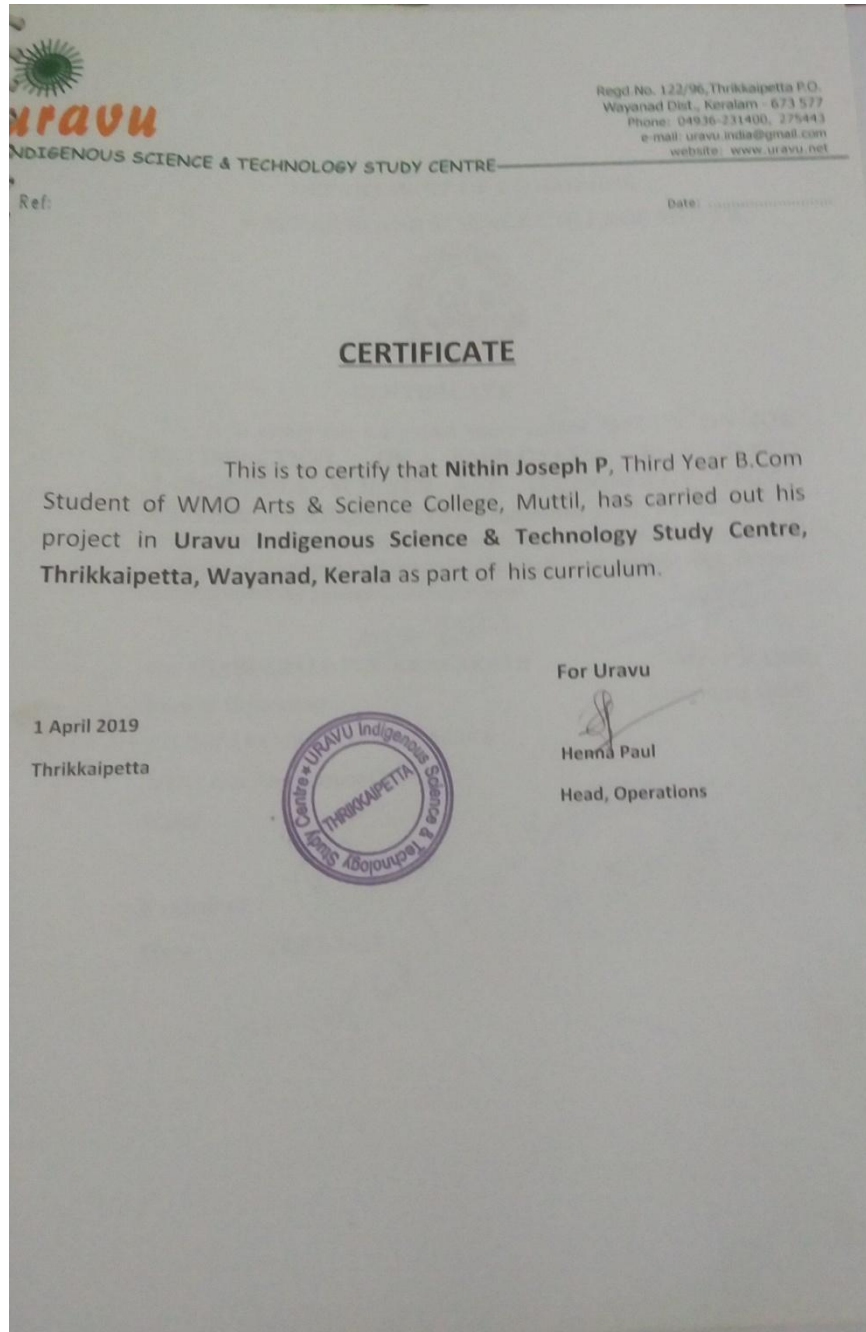 uravu
INDIGENOUS SCIENCE & TECHNOLOGY STUDY CENTRE
Regd.No. 122/96,Thrikkaipetta P.O.
Wayanad Dist., Keralam - 673 577
Phone: 04936-231400, 275443
e-mail: uravu.india@gmail.com
website: www.uravu.net
Ref:
Date: ........................
CERTIFICATE
This is to certify that Nithin Joseph P, Third Year B.Com
Student of WMO Arts & Science College, Muttil, has carried out his
project in Uravu Indigenous Science & Technology Study Centre,
Thrikkaipetta, Wayanad, Kerala as part of his curriculum.
For Uravu
1 April 2019
Thrikkaipetta
URAVU Indigenous Science & Technology Study Centre
THRIKKAIPETTA
Henna Paul
Head, Operations